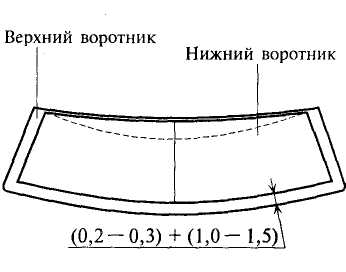 Верхний воротник
Нижний воротник
(0,2 — 0,3) + (1,0 — 1,5)